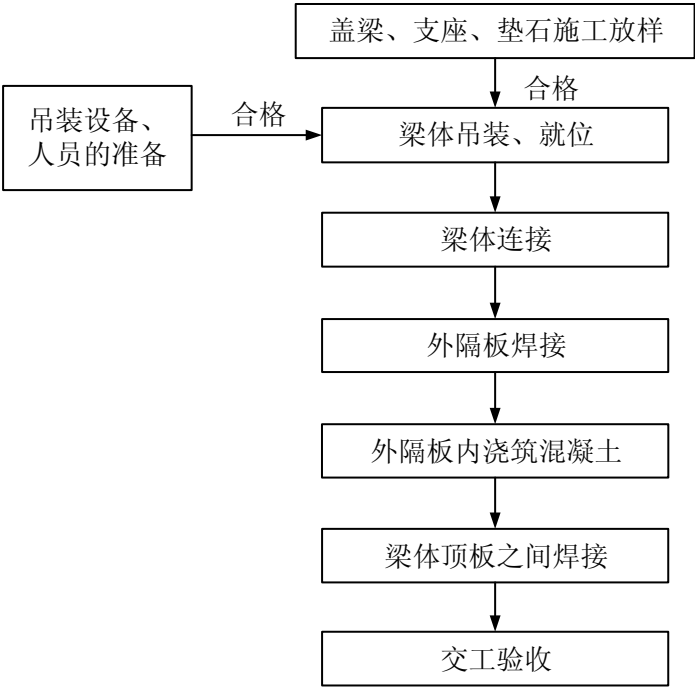 盖梁、支座、垫石施工放样
合格
吊装设备、
人员的准备
合格
梁体吊装、就位
梁体连接
外隔板焊接
外隔板内浇筑混凝土
梁体顶板之间焊接
交工验收